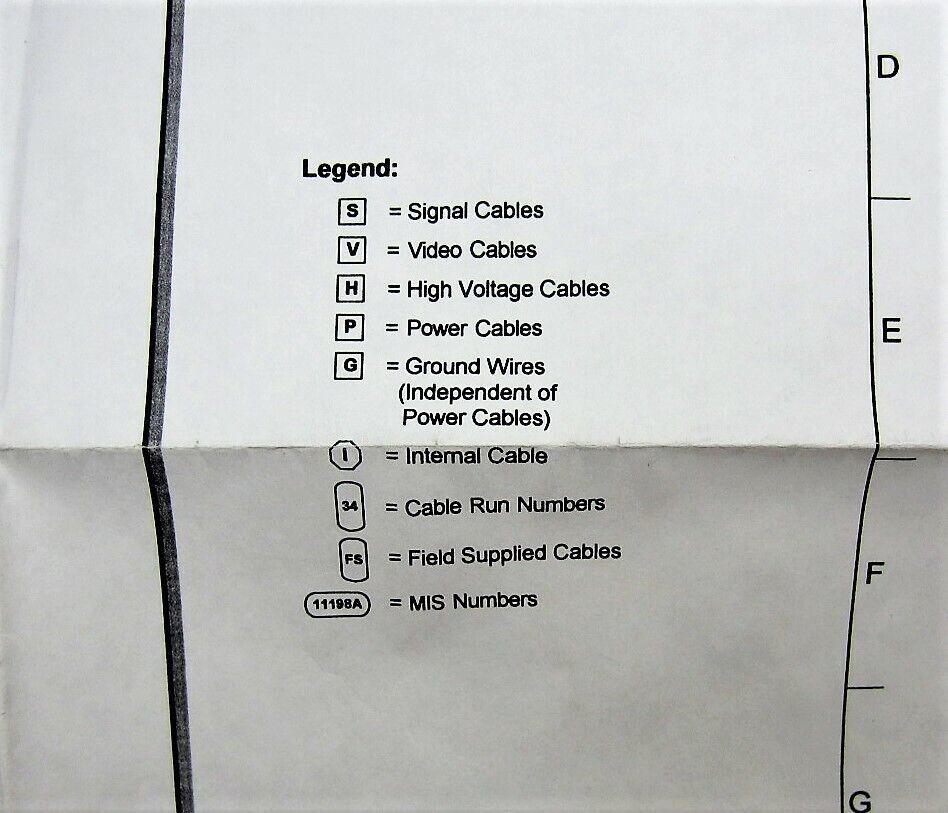 D
Legend:
S = Signal Cables
V = Video Cables
H = High Voltage Cables
P = Power Cables
E
G = Ground Wires
(Independent of
Power Cables)
I = Internal Cable
34 = Cable Run Numbers
FS = Field Supplied Cables
F
11198A = MIS Numbers
G